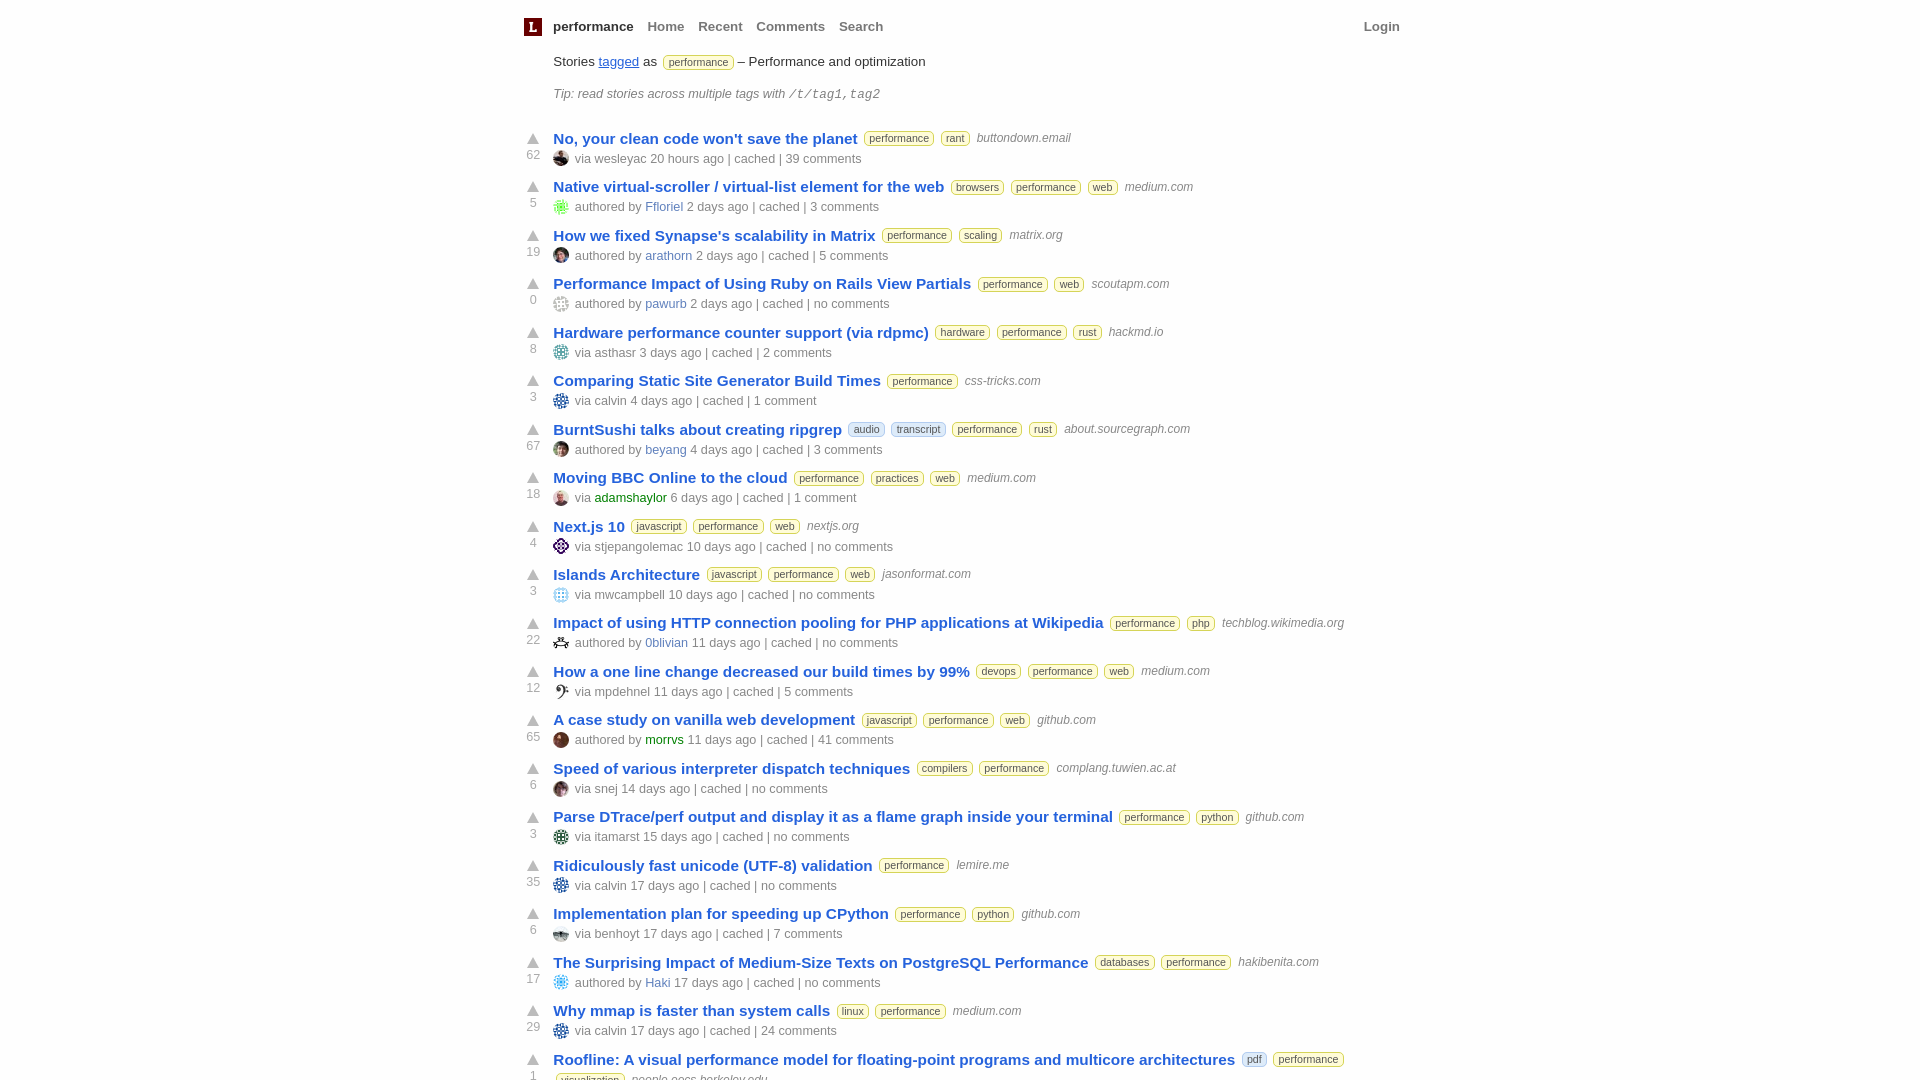 L performance Home Recent Comments Search Login
Stories tagged as performance – Performance and optimization
Tip: read stories across multiple tags with /t/tag1,tag2
No, your clean code won't save the planet performance rant buttondown.email
62 via wesleyac 20 hours ago | cached | 39 comments
Native virtual-scroller / virtual-list element for the web browsers performance web medium.com
5 authored by Ffloriel 2 days ago | cached | 3 comments
How we fixed Synapse's scalability in Matrix performance scaling matrix.org
19 authored by arathorn 2 days ago | cached | 5 comments
Performance Impact of Using Ruby on Rails View Partials performance web scoutapm.com
0 authored by pawurb 2 days ago | cached | no comments
Hardware performance counter support (via rdpmc) hardware performance rust hackmd.io
8 via asthasr 3 days ago | cached | 2 comments
Comparing Static Site Generator Build Times performance css-tricks.com
3 via calvin 4 days ago | cached | 1 comment
BurntSushi talks about creating ripgrep audio transcript performance rust about.sourcegraph.com
67 authored by beyang 4 days ago | cached | 3 comments
Moving BBC Online to the cloud performance practices web medium.com
18 via adamshaylor 6 days ago | cached | 1 comment
Next.js 10 javascript performance web nextjs.org
4 via stjepangolemac 10 days ago | cached | no comments
Islands Architecture javascript performance web jasonformat.com
3 via mwcampbell 10 days ago | cached | no comments
Impact of using HTTP connection pooling for PHP applications at Wikipedia performance php techblog.wikimedia.org
22 authored by 0blivian 11 days ago | cached | no comments
How a one line change decreased our build times by 99% devops performance web medium.com
12 via mpdehnel 11 days ago | cached | 5 comments
A case study on vanilla web development javascript performance web github.com
65 authored by morrvs 11 days ago | cached | 41 comments
Speed of various interpreter dispatch techniques compilers performance complang.tuwien.ac.at
6 via snej 14 days ago | cached | no comments
Parse DTrace/perf output and display it as a flame graph inside your terminal performance python github.com
3 via itamarst 15 days ago | cached | no comments
Ridiculously fast unicode (UTF-8) validation performance lemire.me
35 via calvin 17 days ago | cached | no comments
Implementation plan for speeding up CPython performance python github.com
6 via benhoyt 17 days ago | cached | 7 comments
The Surprising Impact of Medium-Size Texts on PostgreSQL Performance databases performance hakibenita.com
17 authored by Haki 17 days ago | cached | no comments
Why mmap is faster than system calls linux performance medium.com
29 via calvin 17 days ago | cached | 24 comments
Roofline: A visual performance model for floating-point programs and multicore architectures pdf performance
1 visualization people.eecs.berkeley.edu